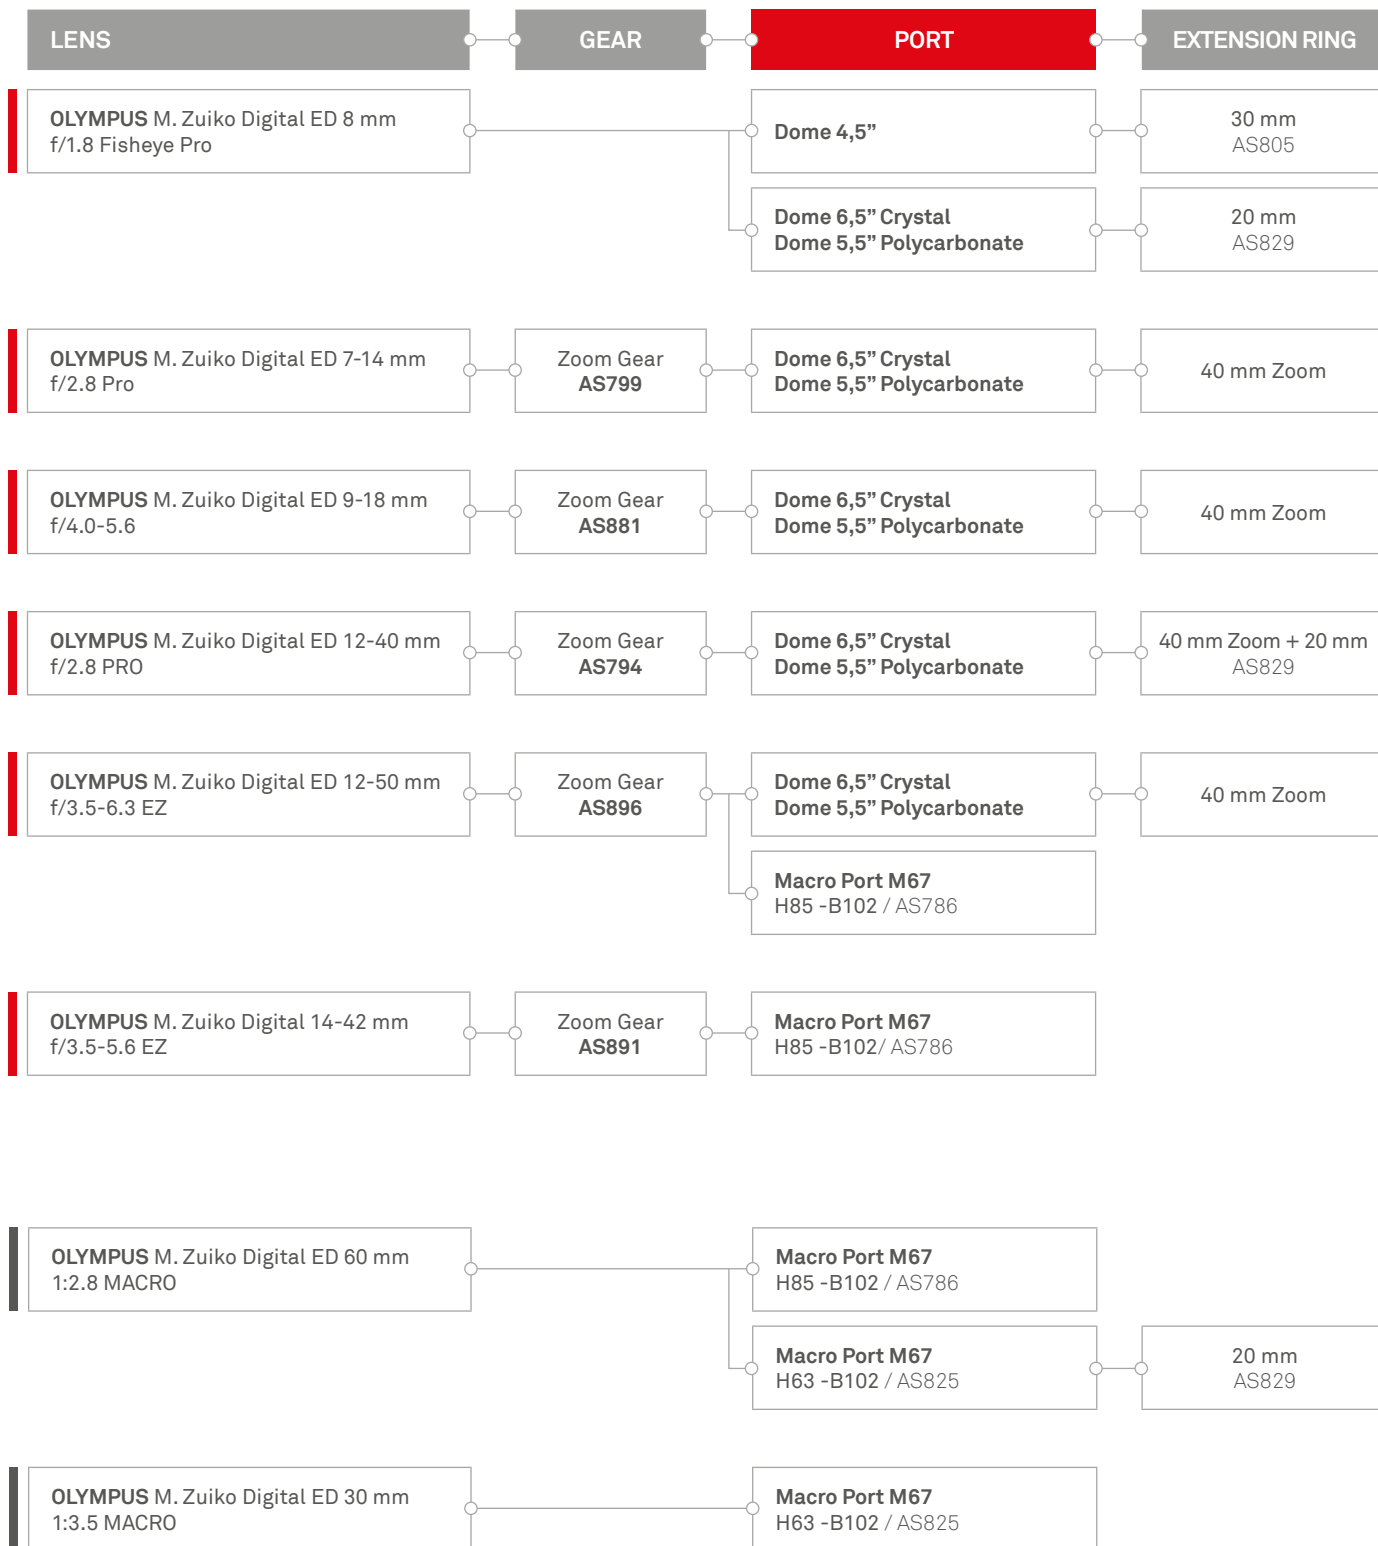 LENS
GEAR
PORT
EXTENSION RING
OLYMPUS M. Zuiko Digital ED 8 mm
f/1.8 Fisheye Pro
Dome 4,5”
30 mm
AS805
Dome 6,5” Crystal
Dome 5,5” Polycarbonate
20 mm
AS829
OLYMPUS M. Zuiko Digital ED 7-14 mm
f/2.8 Pro
Zoom Gear
AS799
Dome 6,5” Crystal
Dome 5,5” Polycarbonate
40 mm Zoom
OLYMPUS M. Zuiko Digital ED 9-18 mm
f/4.0-5.6
Zoom Gear
AS881
Dome 6,5” Crystal
Dome 5,5” Polycarbonate
40 mm Zoom
OLYMPUS M. Zuiko Digital ED 12-40 mm
f/2.8 PRO
Zoom Gear
AS794
Dome 6,5” Crystal
Dome 5,5” Polycarbonate
40 mm Zoom + 20 mm
AS829
OLYMPUS M. Zuiko Digital ED 12-50 mm
f/3.5-6.3 EZ
Zoom Gear
AS896
Dome 6,5” Crystal
Dome 5,5” Polycarbonate
40 mm Zoom
Macro Port M67
H85 -B102 / AS786
OLYMPUS M. Zuiko Digital 14-42 mm
f/3.5-5.6 EZ
Zoom Gear
AS891
Macro Port M67
H85 -B102/ AS786
OLYMPUS M. Zuiko Digital ED 60 mm
1:2.8 MACRO
Macro Port M67
H85 -B102 / AS786
Macro Port M67
H63 -B102 / AS825
20 mm
AS829
OLYMPUS M. Zuiko Digital ED 30 mm
1:3.5 MACRO
Macro Port M67
H63 -B102 / AS825